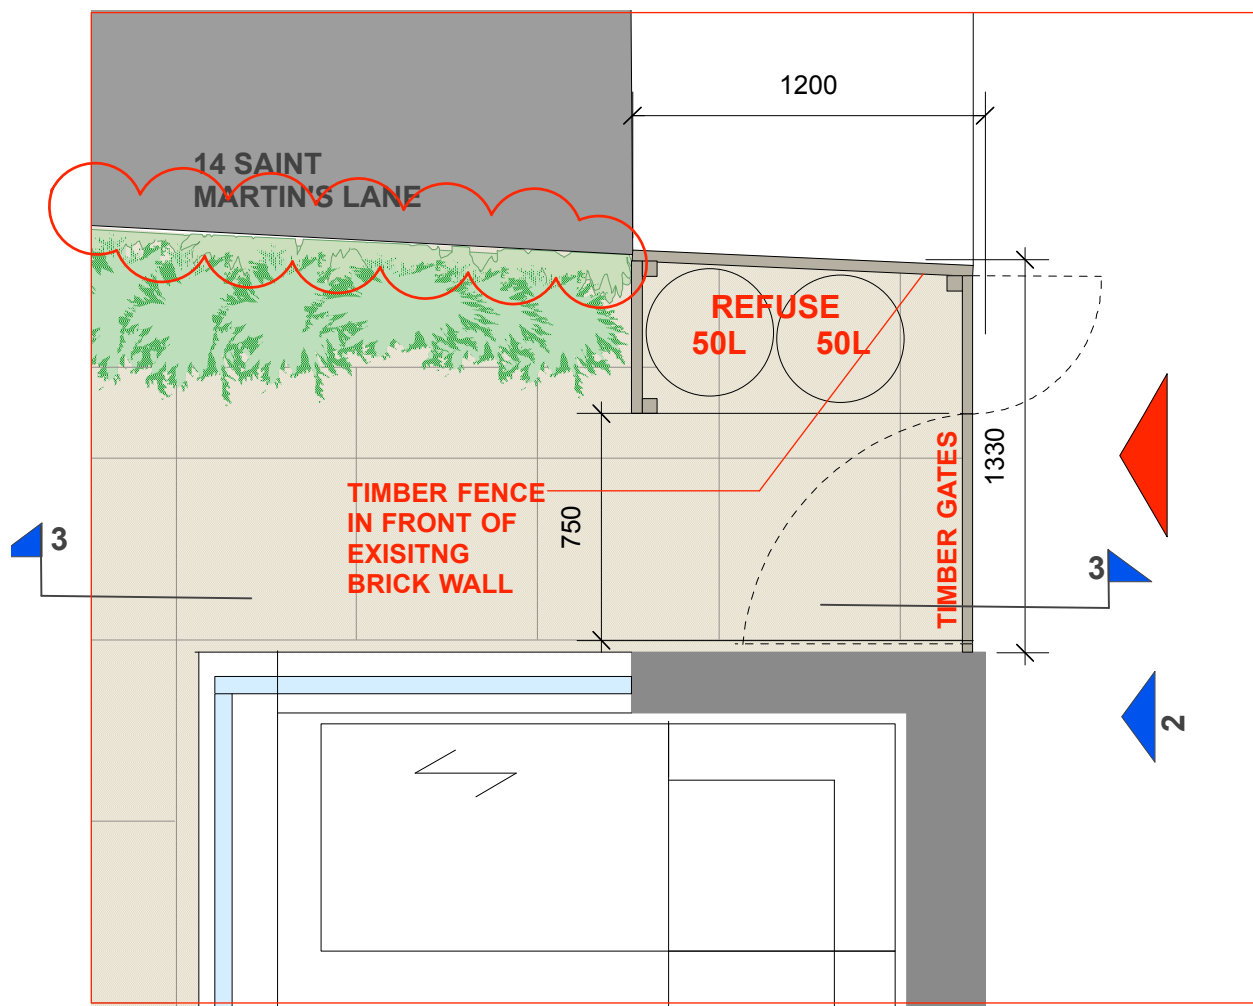 1200
14 SAINT
MARTIN'S LANE
REFUSE
50L 50L
TIMBER FENCE
IN FRONT OF
EXISITNG
BRICK WALL
750
TIMBER GATES
1330
3
3
2